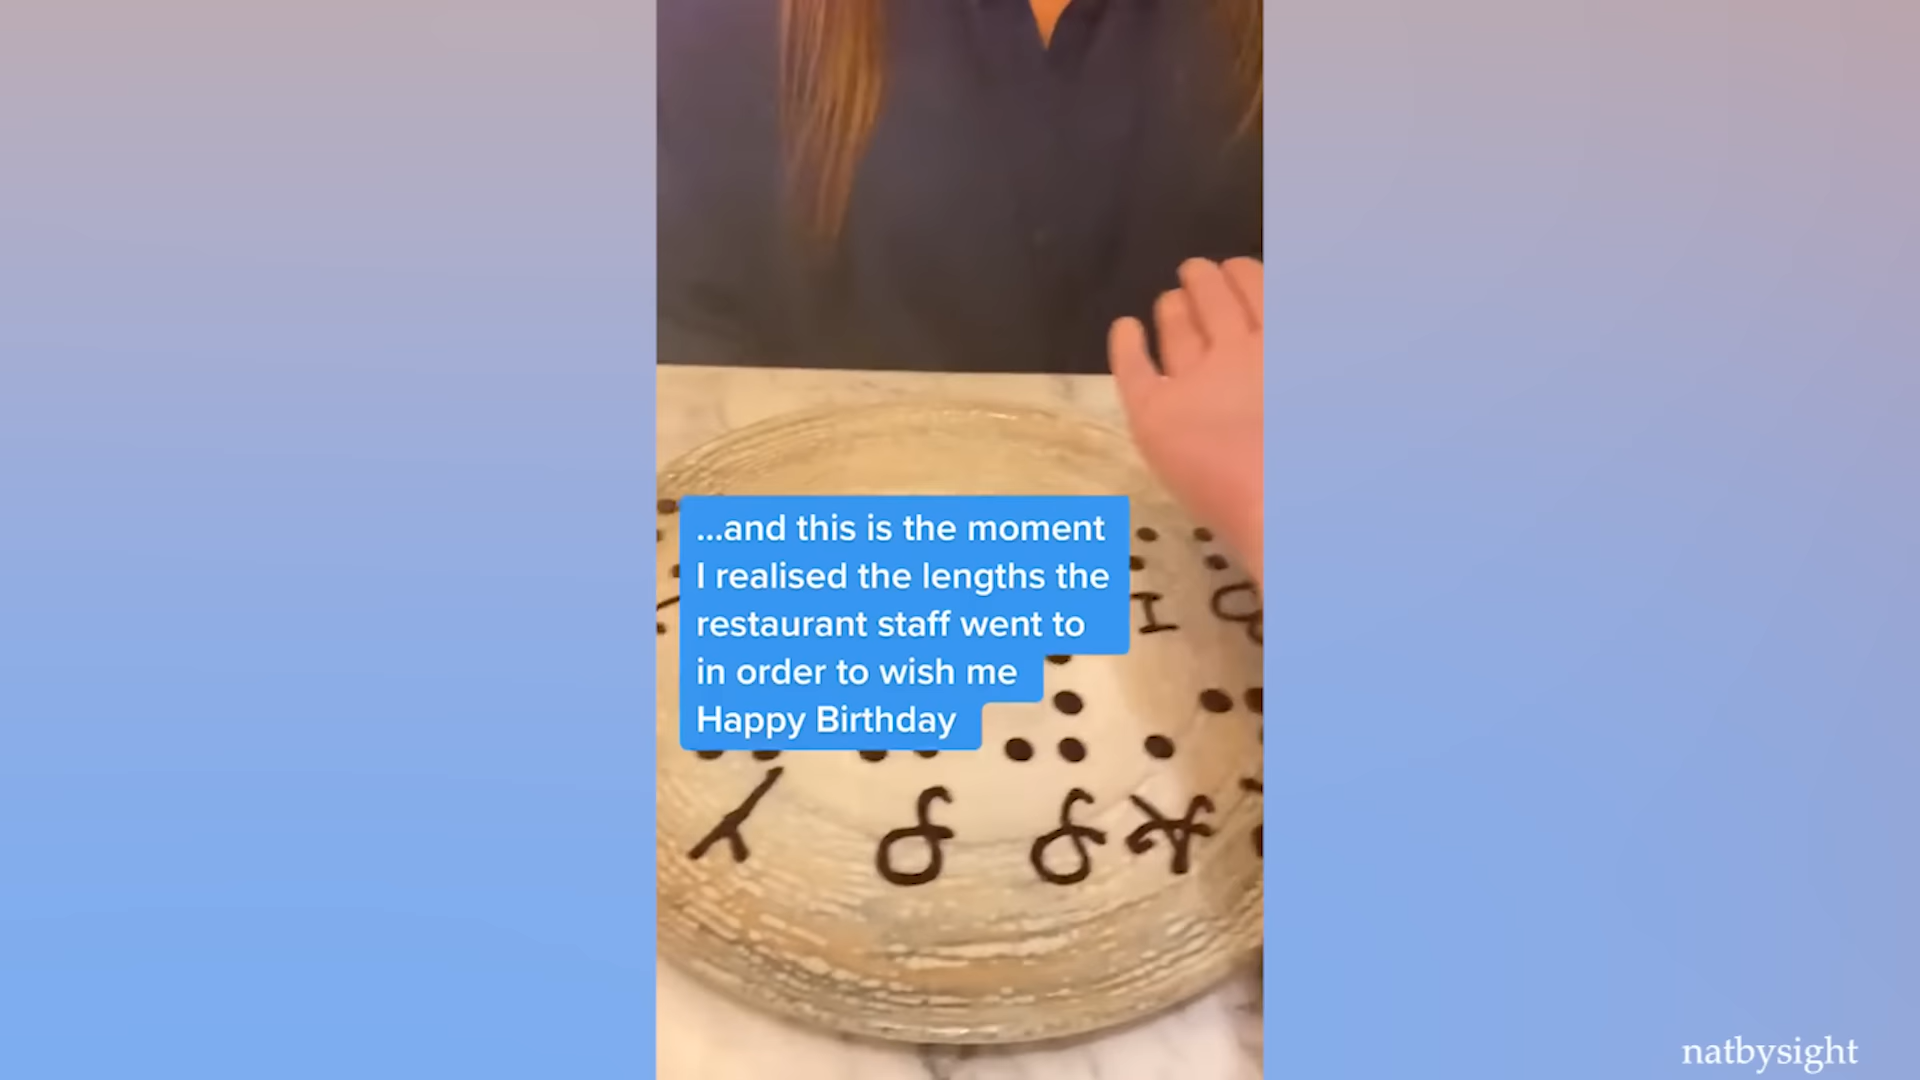 ...and this is the moment
I realised the lengths the
restaurant staff went to
in order to wish me
Happy Birthday
APPY
natbysight